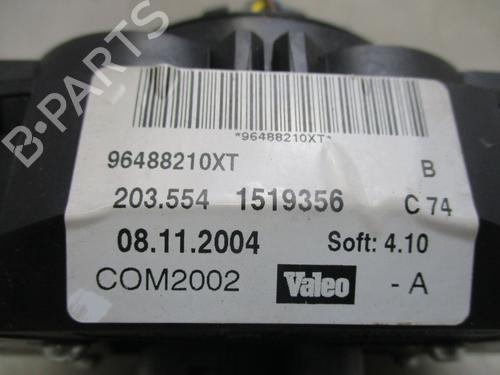 B-PARTS
*96488210XT*
96488210XT B
203.554 1519356 C 74
08.11.2004 Soft: 4.10
COM2002 Valeo - A